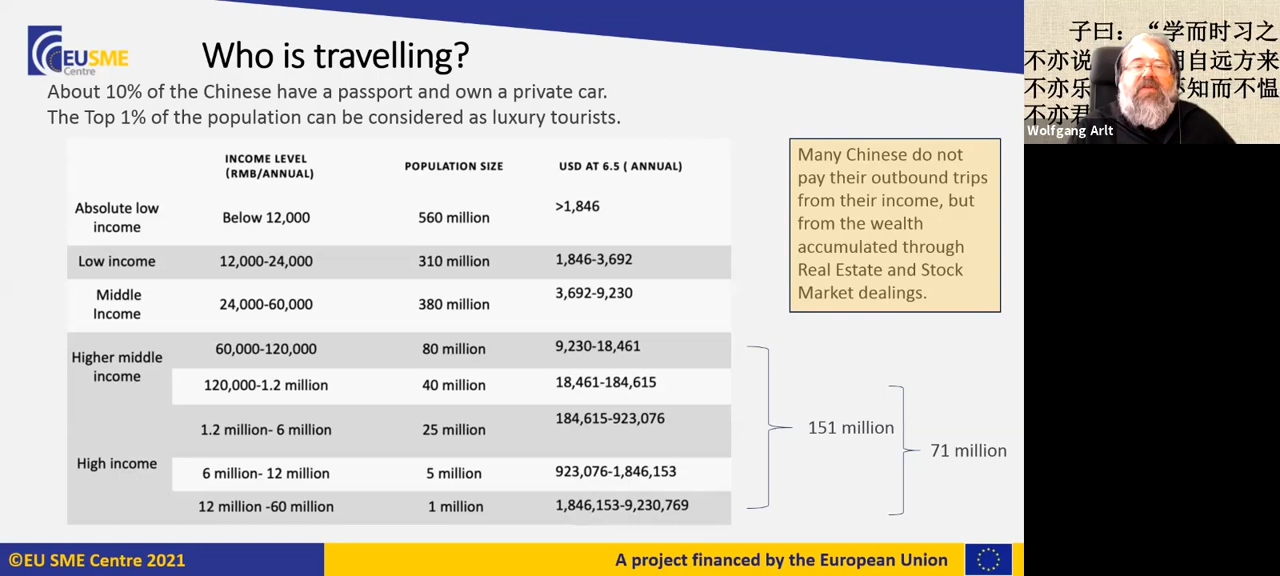 EUSME
Centre
Who is travelling?
About 10% of the Chinese have a passport and own a private car.
The Top 1% of the population can be considered as luxury tourists.
INCOME LEVEL
(RMB/ANNUAL)
POPULATION SIZE
USD AT 6.5 ( ANNUAL)
Absolute low
income
Below 12,000
560 million
>1,846
Low income
12,000-24,000
310 million
1,846-3,692
Middle
Income
24,000-60,000
380 million
3,692-9,230
Higher middle
income
60,000-120,000
80 million
9,230-18,461
120,000-1.2 million
40 million
18,461-184,615
High income
1.2 million- 6 million
25 million
184,615-923,076
6 million- 12 million
5 million
923,076-1,846,153
12 million -60 million
1 million
1,846,153-9,230,769
Many Chinese do not
pay their outbound trips
from their income, but
from the wealth
accumulated through
Real Estate and Stock
Market dealings.
151 million
71 million
©EU SME Centre 2021
A project financed by the European Union
子曰：“学而时习之
不亦说 自远方来
不亦乐 知而不愠
不亦君
Wolfgang Arlt